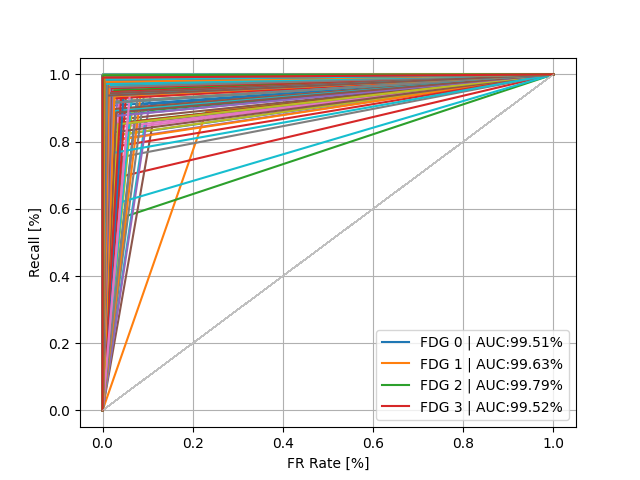 1.0
0.8
0.6
0.4
0.2
0.0
Recall [%]
FDG 0 | AUC:99.51%
FDG 1 | AUC:99.63%
FDG 2 | AUC:99.79%
FDG 3 | AUC:99.52%
0.0 0.2 0.4 0.6 0.8 1.0
FR Rate [%]